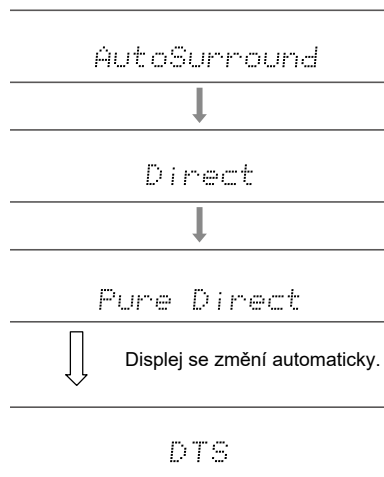 AutoSurround
Direct
Pure Direct
Displej se změní automaticky.
DTS